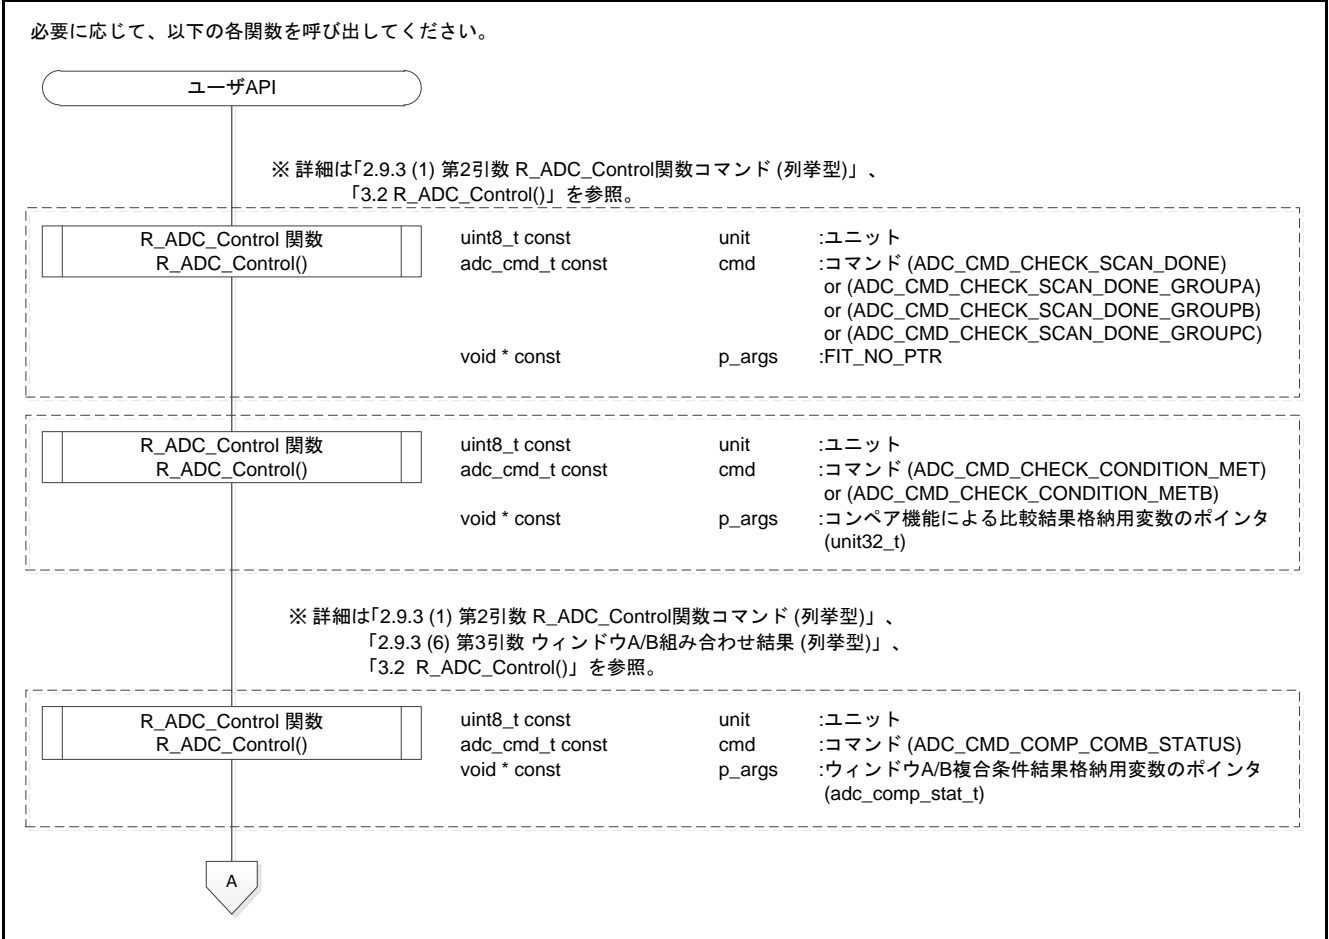 必要に応じて、以下の各関数を呼び出してください。
ユーザAPI
※ 詳細は「2.9.3 (1) 第2引数 R_ADC_Control関数コマンド (列挙型)」、
「3.2 R_ADC_Control()」を参照。
R_ADC_Control 関数 uint8_t const unit :ユニット
R_ADC_Control() adc_cmd_t const cmd :コマンド (ADC_CMD_CHECK_SCAN_DONE)
or (ADC_CMD_CHECK_SCAN_DONE_GROUPA)
or (ADC_CMD_CHECK_SCAN_DONE_GROUPB)
or (ADC_CMD_CHECK_SCAN_DONE_GROUPC)
void * const p_args :FIT_NO_PTR
R_ADC_Control 関数 uint8_t const unit :ユニット
R_ADC_Control() adc_cmd_t const cmd :コマンド (ADC_CMD_CHECK_CONDITION_MET)
or (ADC_CMD_CHECK_CONDITION_METB)
void * const p_args :コンペア機能による比較結果格納用変数のポインタ
(unit32_t)
※ 詳細は「2.9.3 (1) 第2引数 R_ADC_Control関数コマンド (列挙型)」、
「2.9.3 (6) 第3引数 ウィンドウA/B組み合わせ結果 (列挙型)」、
「3.2 R_ADC_Control()」を参照。
R_ADC_Control 関数 uint8_t const unit :ユニット
R_ADC_Control() adc_cmd_t const cmd :コマンド (ADC_CMD_COMP_COMB_STATUS)
void * const p_args :ウィンドウA/B複合条件結果格納用変数のポインタ
(adc_comp_stat_t)
A